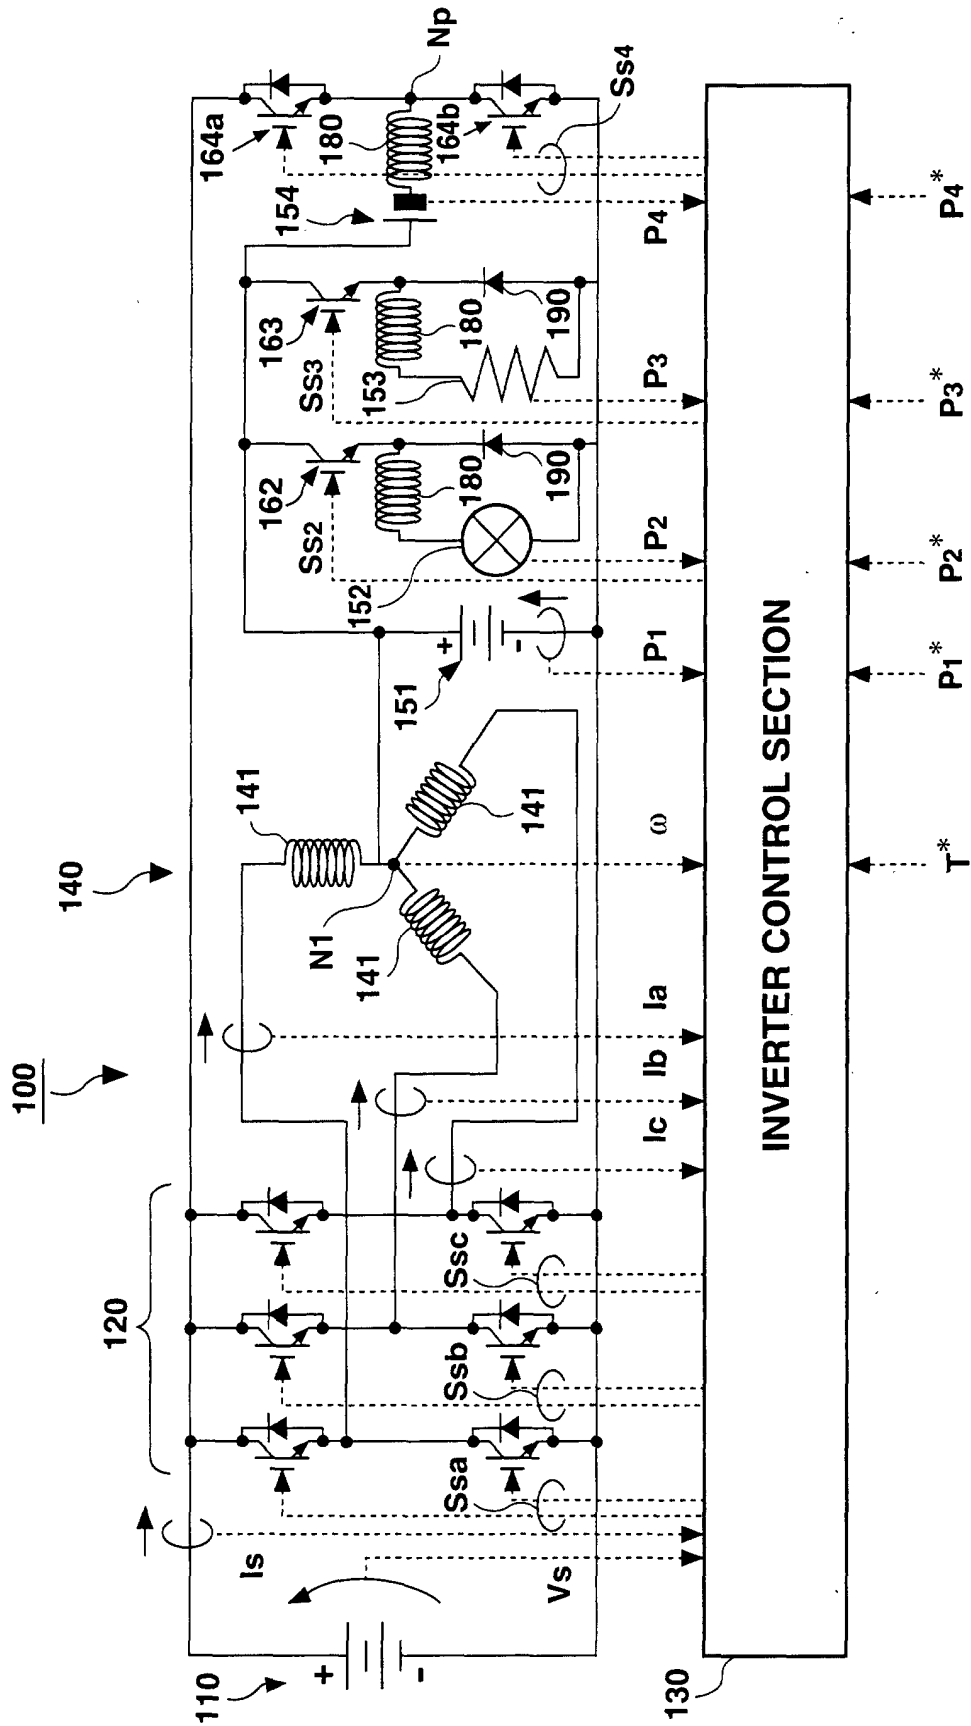 100
140
120
110
+
-
Is
Vs
Ssa
Ssb
Ssc
Ia
Ib
Ic
141
141
141
N1
ω
151
+
-
P1
152
162
Ss2
180
190
P2
153
163
Ss3
180
190
P3
154
164a
180
164b
Np
Ss4
P4
130
INVERTER CONTROL SECTION
T*
P1*
P2*
P3*
P4*